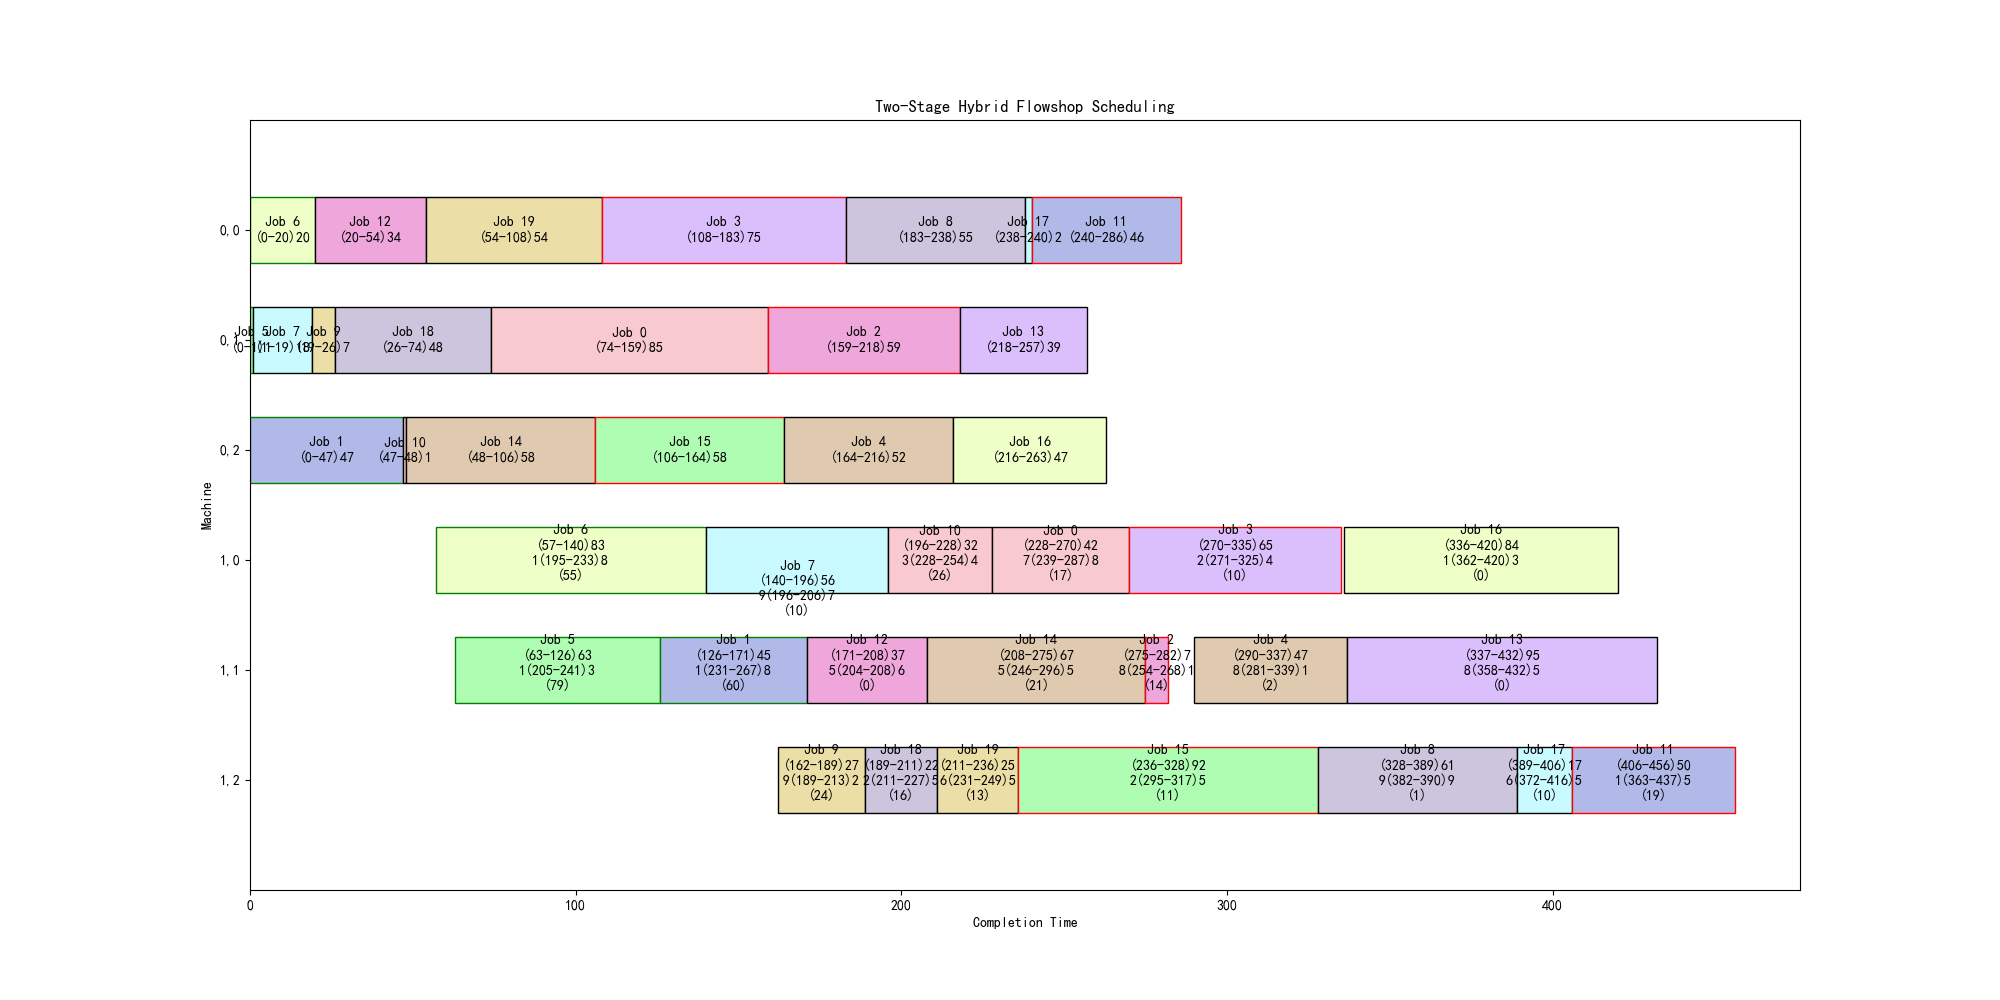 Two-Stage Hybrid Flowshop Scheduling
0,0
Job 6
(0-20)20
Job 12
(20-54)34
Job 19
(54-108)54
Job 3
(108-183)75
Job 8
(183-238)55
Job 17
(238-240)2
Job 11
(240-286)46
0,1
Job 5
Job 7
Job 9
(19-26)7
Job 18
(26-74)48
Job 0
(74-159)85
Job 2
(159-218)59
Job 13
(218-257)39
0,2
Job 1
(0-47)47
Job 10
(47-48)1
Job 14
(48-106)58
Job 15
(106-164)58
Job 4
(164-216)52
Job 16
(216-263)47
Machine
1,0
Job 6
(57-140)83
1(195-233)8
(55)
Job 7
(140-196)56
9(196-206)7
(10)
Job 10
(196-228)32
3(228-254)4
(26)
Job 0
(228-270)42
7(239-287)8
(17)
Job 3
(270-335)65
2(271-325)4
(10)
Job 16
(336-420)84
1(362-420)3
(0)
1,1
Job 5
(63-126)63
1(205-241)3
(79)
Job 1
(126-171)45
1(231-267)8
(60)
Job 12
(171-208)37
5(204-208)6
(0)
Job 14
(208-275)67
5(246-296)5
(21)
Job 2
(275-282)7
8(254-268)1
(14)
Job 4
(290-337)47
8(281-339)1
(2)
Job 13
(337-432)95
8(358-432)5
(0)
1,2
Job 9
(162-189)27
9(189-213)2
(24)
Job 18
(189-211)22
2(211-227)5
(16)
Job 19
(211-236)25
6(231-249)5
(13)
Job 15
(236-328)92
2(295-317)5
(11)
Job 8
(328-389)61
9(382-390)9
(1)
Job 17
(389-406)17
6(372-416)5
(10)
Job 11
(406-456)50
1(363-437)5
(19)
0
100
200
300
400
Completion Time